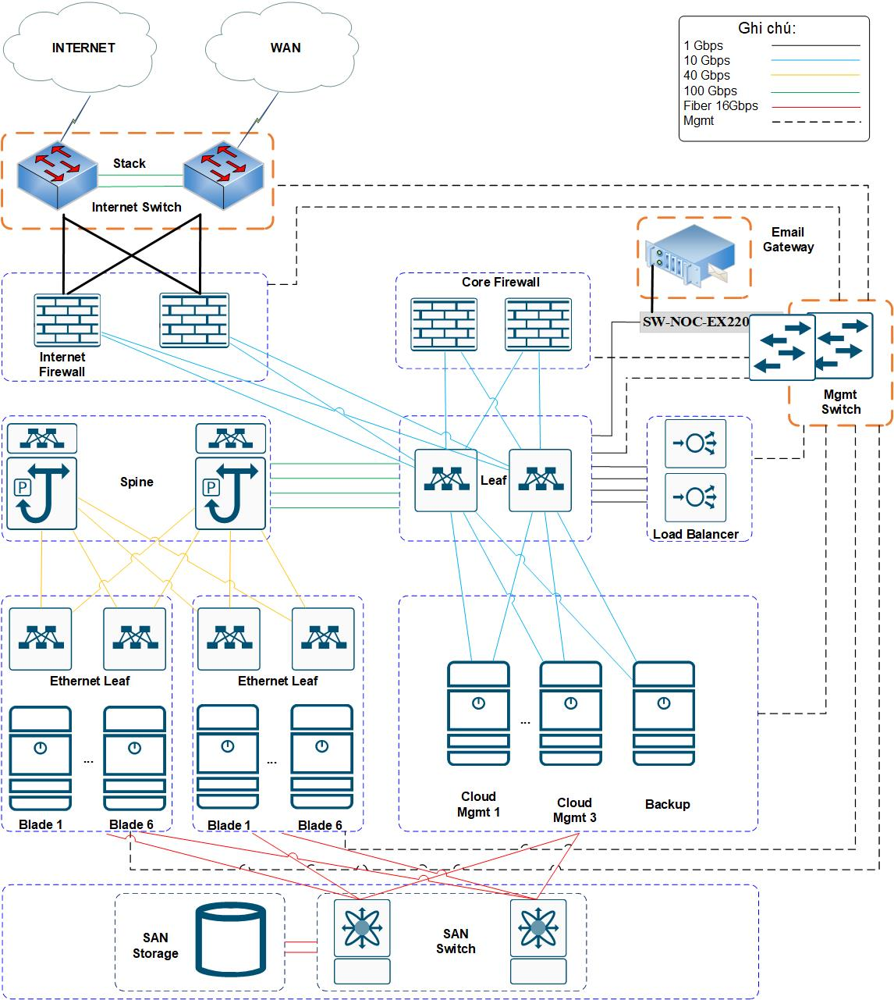 INTERNET
WAN
Ghi chú:
1 Gbps
10 Gbps
40 Gbps
100 Gbps
Fiber 16Gbps
Mgmt
Stack
Internet Switch
Email
Gateway
Core Firewall
SW-NOC-EX220
Internet
Firewall
Mgmt
Switch
P
Spine
P
Leaf
Load Balancer
Ethernet Leaf
Ethernet Leaf
...
...
...
Cloud
Mgmt 1
Cloud
Mgmt 3
Backup
Blade 1
Blade 6
Blade 1
Blade 6
SAN
Storage
SAN
Switch